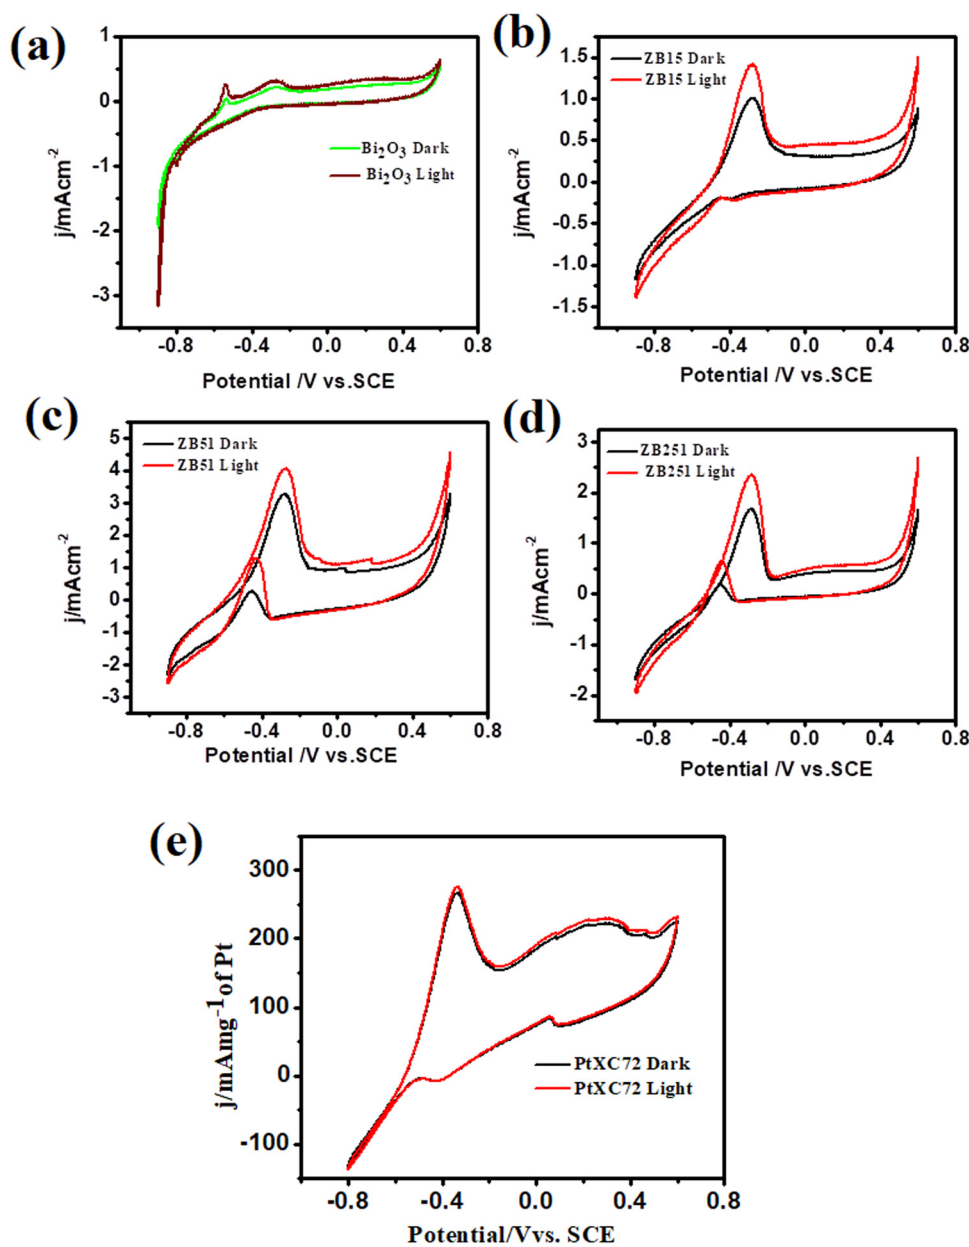 (a)
1
0
-1
-2
-3
j/mAcm-2
Bi2O3 Dark
Bi2O3 Light
-0.8 -0.4 0.0 0.4 0.8
Potential /V vs.SCE
(b)
1.5
1.0
0.5
0.0
-0.5
-1.0
-1.5
j/mAcm-2
ZB15 Dark
ZB15 Light
-0.8 -0.4 0.0 0.4 0.8
Potential /V vs.SCE
(c)
5
4
3
2
1
0
-1
-2
-3
j/mAcm-2
ZB51 Dark
ZB51 Light
-0.8 -0.4 0.0 0.4 0.8
Potential /V vs.SCE
(d)
3
2
1
0
-1
-2
j/mAcm-2
ZB251 Dark
ZB251 Light
-0.8 -0.4 0.0 0.4 0.8
Potential /V vs.SCE
(e)
300
200
100
0
-100
j/mAmg-1of Pt
PtXC72 Dark
PtXC72 Light
-0.8 -0.4 0.0 0.4 0.8
Potential/Vvs. SCE